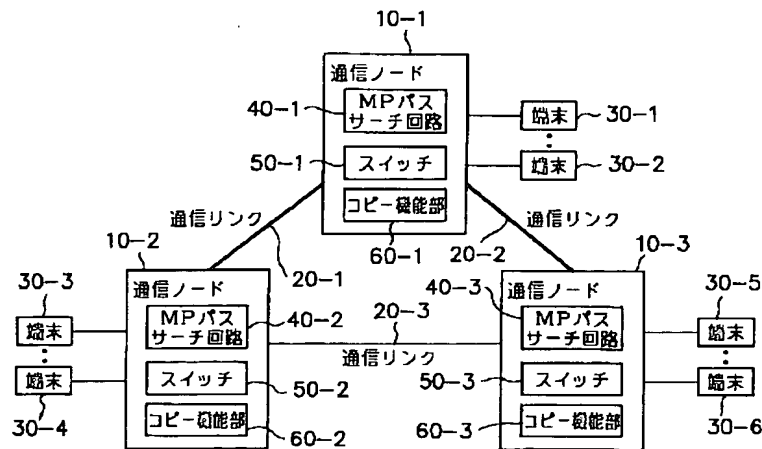 10-1
通信ノード
40-1
MPパス
サーチ回路
端末
30-1
50-1
スイッチ
端末
30-2
コピー機能部
60-1
通信リンク
20-1
通信リンク
20-2
10-2
10-3
30-3
端末
端末
30-4
通信ノード
MPパス
サーチ回路
40-2
スイッチ
50-2
コピー機能部
60-2
20-3
通信リンク
40-3
通信ノード
MPパス
サーチ回路
50-3
スイッチ
60-3
コピー機能部
30-5
端末
端末
30-6